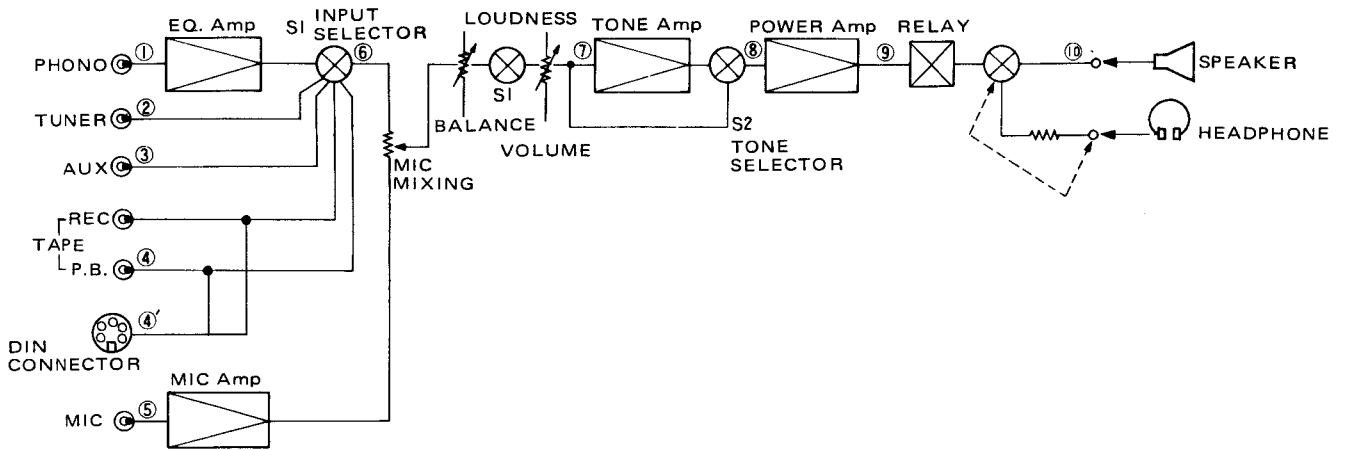 EQ. Amp
S1
INPUT
SELECTOR
LOUDNESS
TONE Amp
POWER Amp
RELAY
PHONO
①
⑥
⑦
⑧
⑨
⑩
SPEAKER
TUNER
②
S1
BALANCE
VOLUME
S2
TONE
SELECTOR
HEADPHONE
AUX
③
MIC
MIXING
REC
TAPE
P.B.
④
④′
DIN
CONNECTOR
MIC Amp
MIC
⑤